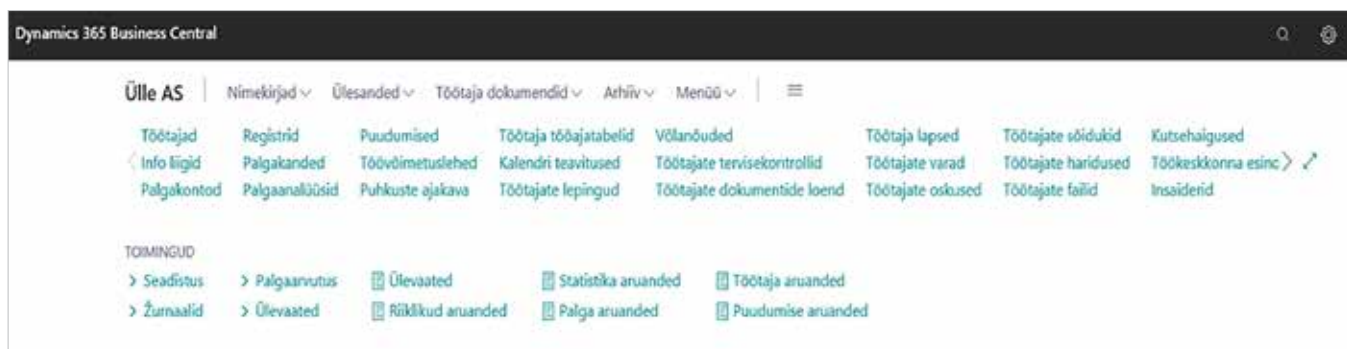 Dynamics 365 Business Central
Ülle AS Nimekirjad Ülesanded Töötaja dokumendid Arhiiv Menüü
Töötajad Registrid Puudumised Töötaja tööajatabelid Võlanõuded Töötaja lapsed Töötajate sõidukid Kutsehaigused
Info liigid Palgakanded Töövõimetuslehed Kalendri teavitused Töötajate tervisekontrollid Töötajate varad Töötajate haridused Töökeskkonna esinc
Palgakontod Palgaanalüüsid Puhkuste ajakava Töötajate lepingud Töötajate dokumentide loend Töötajate oskused Töötajate failid Insaiderid
TOIMINGUD
> Seadistus > Palgaarvutus Ülevaated Statistika aruanded Töötaja aruanded
> Žurnaalid > Ülevaated Riiklikud aruanded Palga aruanded Puudumise aruanded